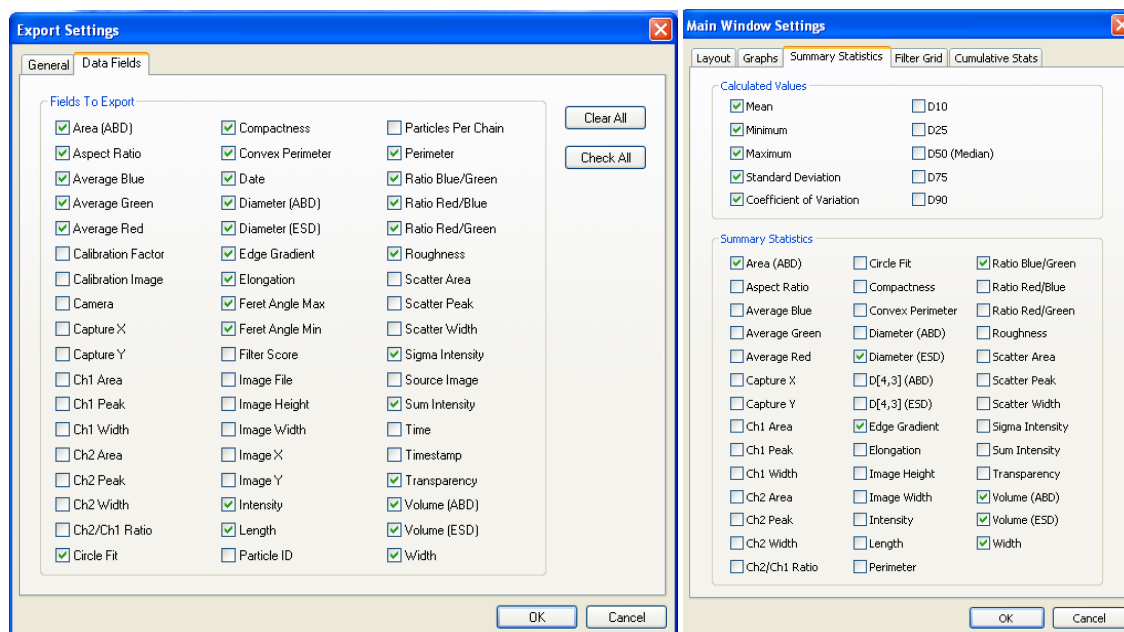 Export Settings
General
Data Fields
Fields To Export
Area (ABD)
Aspect Ratio
Average Blue
Average Green
Average Red
Calibration Factor
Calibration Image
Camera
Capture X
Capture Y
Ch1 Area
Ch1 Peak
Ch1 Width
Ch2 Area
Ch2 Peak
Ch2 Width
Ch2/Ch1 Ratio
Circle Fit
Compactness
Convex Perimeter
Date
Diameter (ABD)
Diameter (ESD)
Edge Gradient
Elongation
Feret Angle Max
Feret Angle Min
Filter Score
Image File
Image Height
Image Width
Image X
Image Y
Intensity
Length
Particle ID
Particles Per Chain
Perimeter
Ratio Blue/Green
Ratio Red/Blue
Ratio Red/Green
Roughness
Scatter Area
Scatter Peak
Scatter Width
Sigma Intensity
Source Image
Sum Intensity
Time
Timestamp
Transparency
Volume (ABD)
Volume (ESD)
Width
Clear All
Check All
OK
Cancel
Main Window Settings
Layout
Graphs
Summary Statistics
Filter Grid
Cumulative Stats
Calculated Values
Mean
Minimum
Maximum
Standard Deviation
Coefficient of Variation
D10
D25
D50 (Median)
D75
D90
Summary Statistics
Area (ABD)
Aspect Ratio
Average Blue
Average Green
Average Red
Capture X
Capture Y
Ch1 Area
Ch1 Peak
Ch1 Width
Ch2 Area
Ch2 Peak
Ch2 Width
Ch2/Ch1 Ratio
Circle Fit
Compactness
Convex Perimeter
Diameter (ABD)
Diameter (ESD)
D[4,3] (ABD)
D[4,3] (ESD)
Edge Gradient
Elongation
Image Height
Image Width
Intensity
Length
Perimeter
Ratio Blue/Green
Ratio Red/Blue
Ratio Red/Green
Roughness
Scatter Area
Scatter Peak
Scatter Width
Sigma Intensity
Sum Intensity
Transparency
Volume (ABD)
Volume (ESD)
Width
OK
Cancel